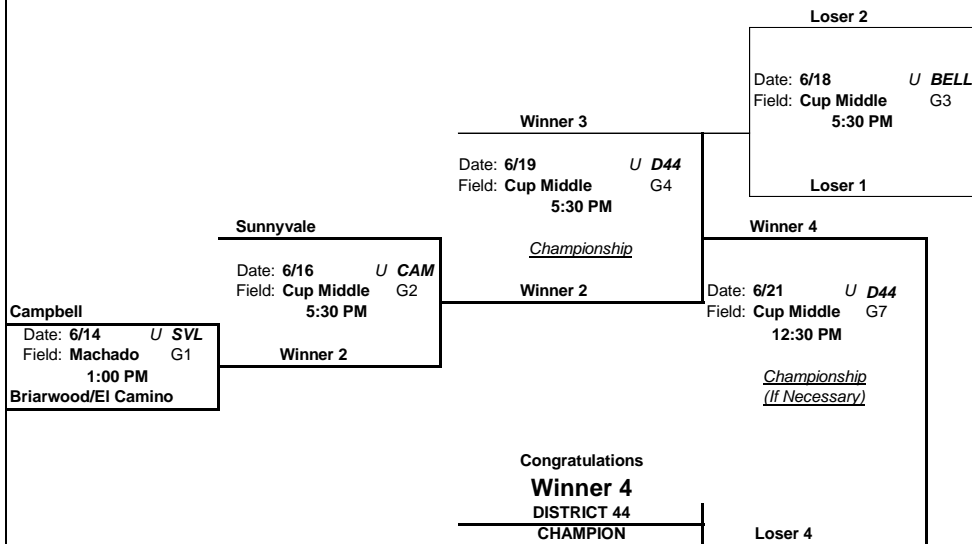 Loser 2
Date: 6/18 U BELL
Field: Cup Middle G3
5:30 PM
Winner 3
Date: 6/19 U D44
Field: Cup Middle G4
5:30 PM
Loser 1
Sunnyvale
Championship
Winner 4
Date: 6/16 U CAM
Field: Cup Middle G2
5:30 PM
Winner 2
Date: 6/21 U D44
Field: Cup Middle G7
12:30 PM
Campbell
Date: 6/14 U SVL
Field: Machado G1
1:00 PM
Briarwood/El Camino
Winner 2
Championship
(If Necessary)
Congratulations
Winner 4
DISTRICT 44
CHAMPION
Loser 4